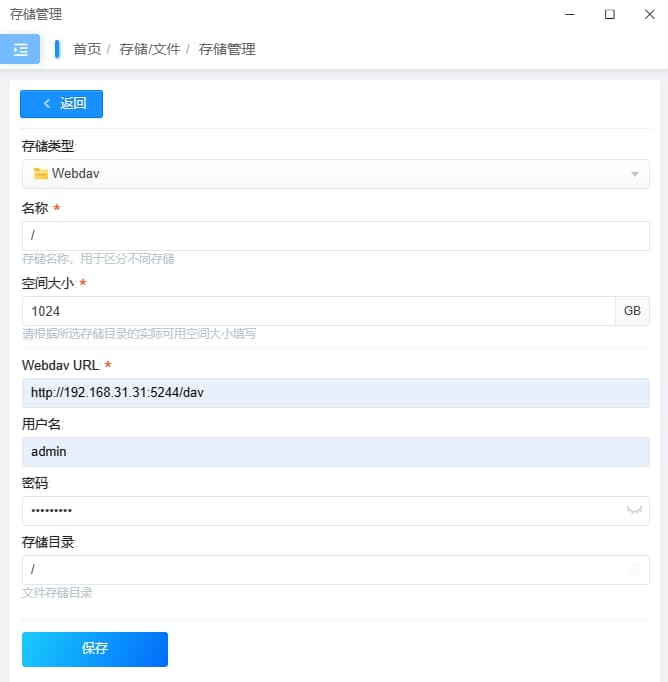 存储管理
首页 / 存储/文件 / 存储管理
返回
存储类型:
Webdav
名称: *
/
存储名称，用于区分不同存储
空间大小: *
1024 GB
请根据所选存储目录的实际可用空间大小填写
Webdav URL: *
http://192.168.31.31:5244/dav
用户名:
admin
密码:
•••••••••
存储目录:
/
文件存储目录
保存